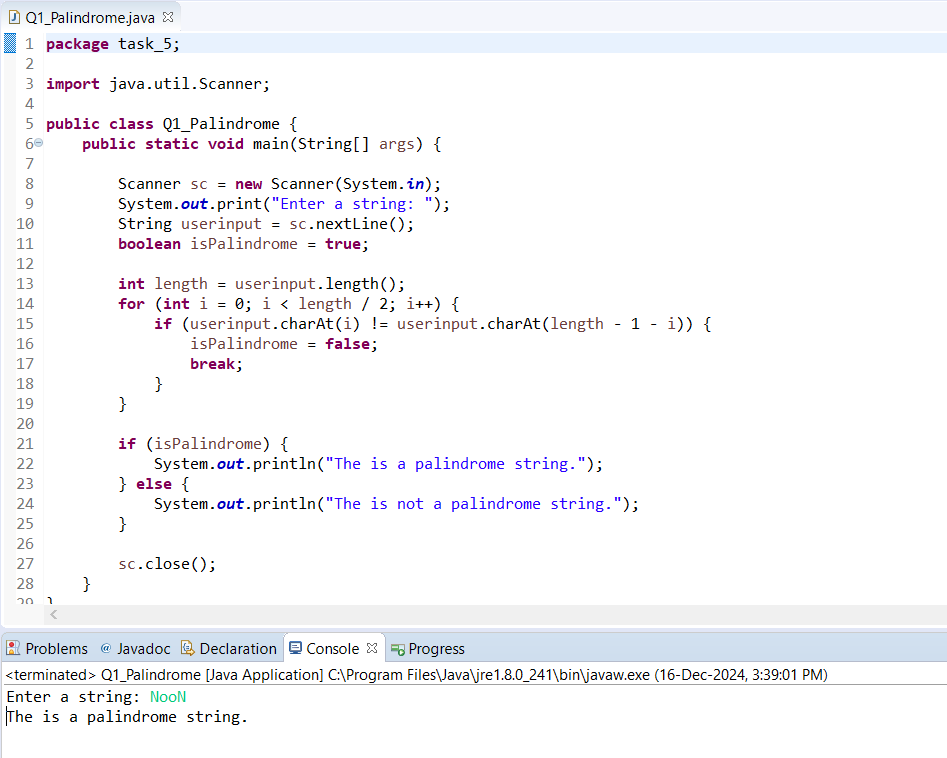 Q1_Palindrome.java
1 package task_5;
2
3 import java.util.Scanner;
4
5 public class Q1_Palindrome {
6     public static void main(String[] args) {
7
8         Scanner sc = new Scanner(System.in);
9         System.out.print("Enter a string: ");
10         String userinput = sc.nextLine();
11         boolean isPalindrome = true;
12
13         int length = userinput.length();
14         for (int i = 0; i < length / 2; i++) {
15             if (userinput.charAt(i) != userinput.charAt(length - 1 - i)) {
16                 isPalindrome = false;
17                 break;
18             }
19         }
20
21         if (isPalindrome) {
22             System.out.println("The is a palindrome string.");
23         } else {
24             System.out.println("The is not a palindrome string.");
25         }
26
27         sc.close();
28     }
29 }
Problems @ Javadoc Declaration Console Progress
<terminated> Q1_Palindrome [Java Application] C:\Program Files\Java\jre1.8.0_241\bin\javaw.exe (16-Dec-2024, 3:39:01 PM)
Enter a string: NooN
The is a palindrome string.